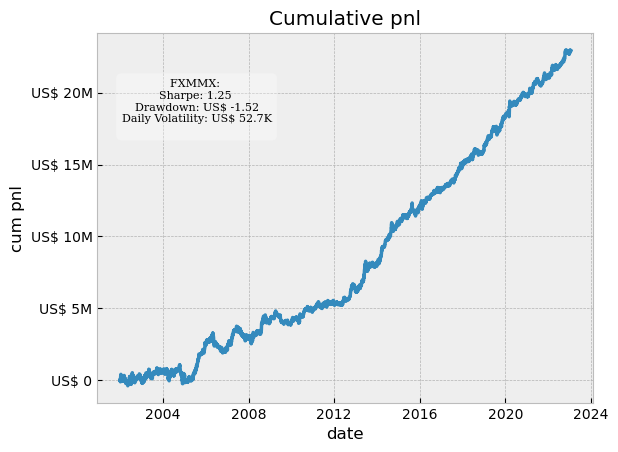 Cumulative pnl
FXMMX:
Sharpe: 1.25
Drawdown: US$ -1.52
Daily Volatility: US$ 52.7K
US$ 20M
US$ 15M
US$ 10M
US$ 5M
US$ 0
cum pnl
2004 2008 2012 2016 2020 2024
date